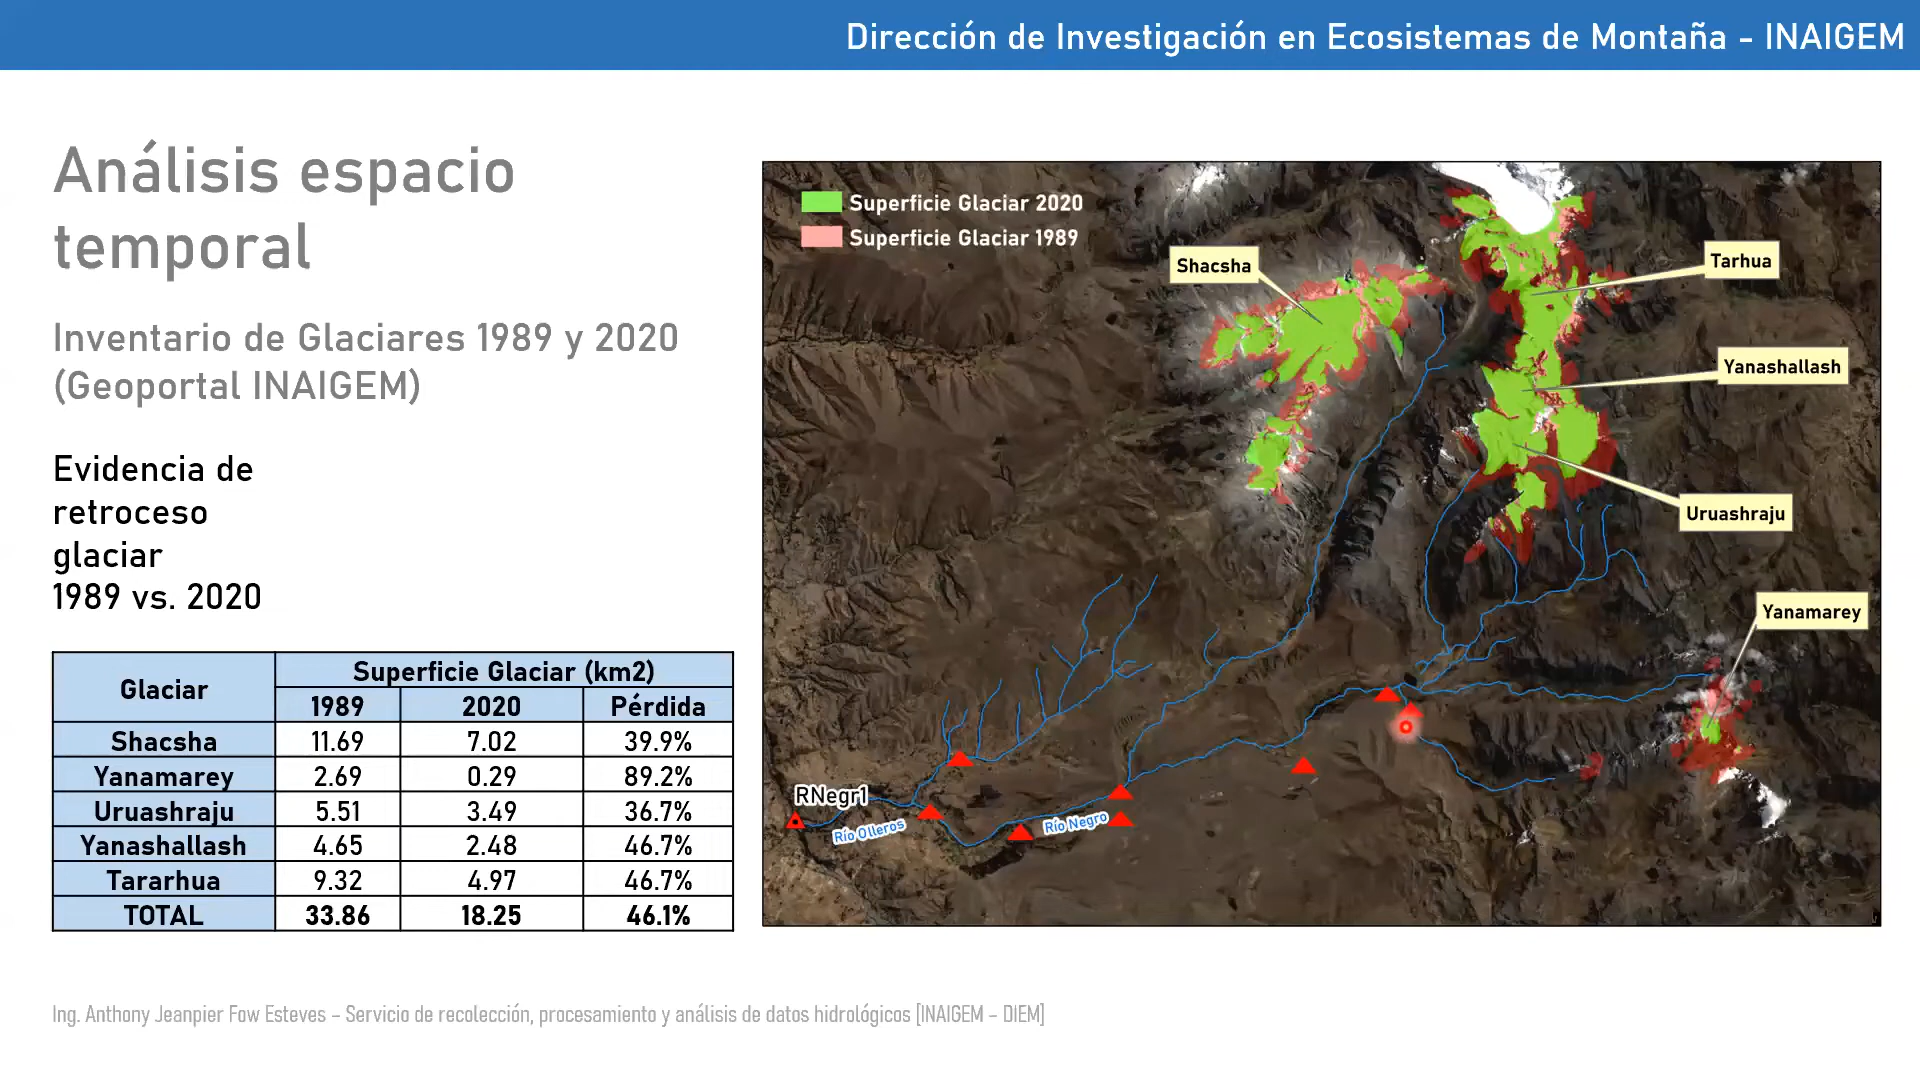 Dirección de Investigación en Ecosistemas de Montaña - INAIGEM
Análisis espacio
temporal
Inventario de Glaciares 1989 y 2020
(Geoportal INAIGEM)
Evidencia de
retroceso
glaciar
1989 vs. 2020
Glaciar Superficie Glaciar (km2)
1989 2020 Pérdida
Shacsha 11.69 7.02 39.9%
Yanamarey 2.69 0.29 89.2%
Uruashraju 5.51 3.49 36.7%
Yanashallash 4.65 2.48 46.7%
Tararhua 9.32 4.97 46.7%
TOTAL 33.86 18.25 46.1%
Superficie Glaciar 2020
Superficie Glaciar 1989
Shacsha
Tarhua
Yanashallash
Uruashraju
Yanamarey
RNegr1
Río Olleros
Río Negro
Ing. Anthony Jeanpier Fow Esteves – Servicio de recolección, procesamiento y análisis de datos hidrológicos [INAIGEM – DIEM]